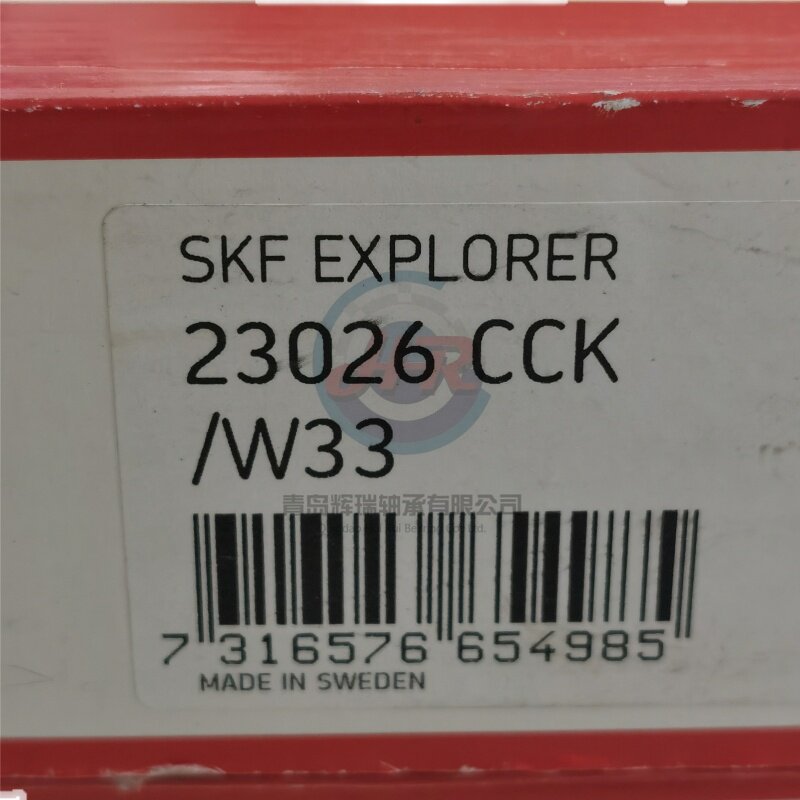 SKF EXPLORER
23026 CCK
/W33
青岛辉瑞轴承有限公司
7 316576 654985
MADE IN SWEDEN